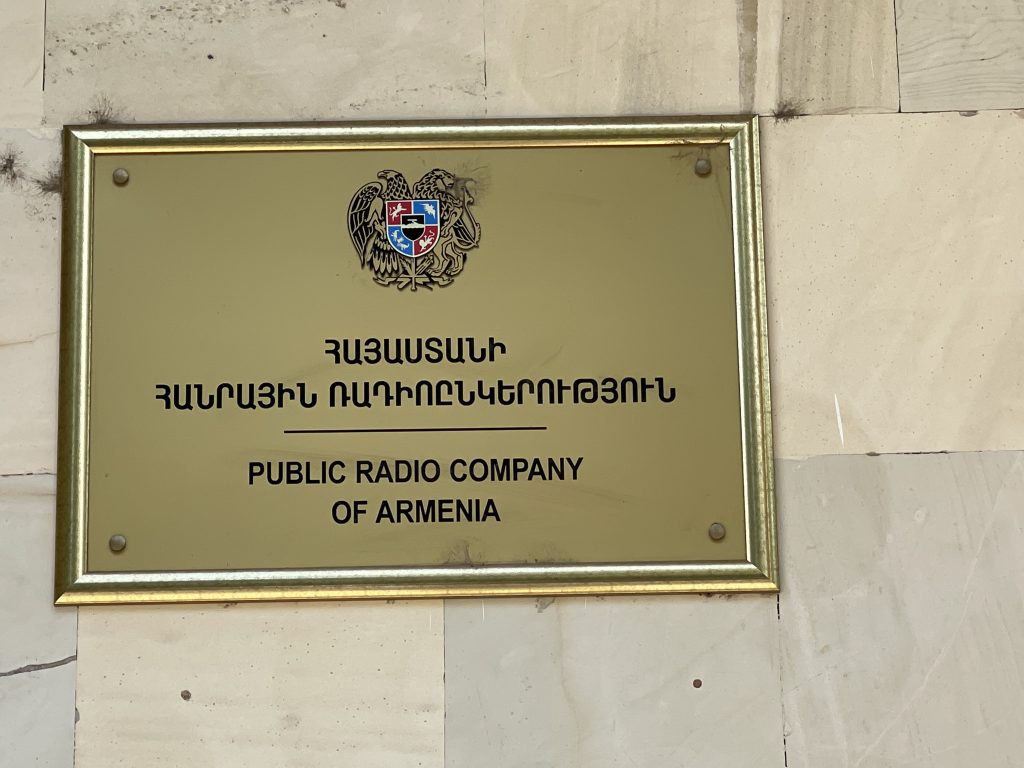 ՀԱՅԱՍՏԱՆԻ
ՀԱՆՐԱՅԻՆ ՌԱԴԻՈԸՆԿԵՐՈՒԹՅՈՒՆ
PUBLIC RADIO COMPANY
OF ARMENIA